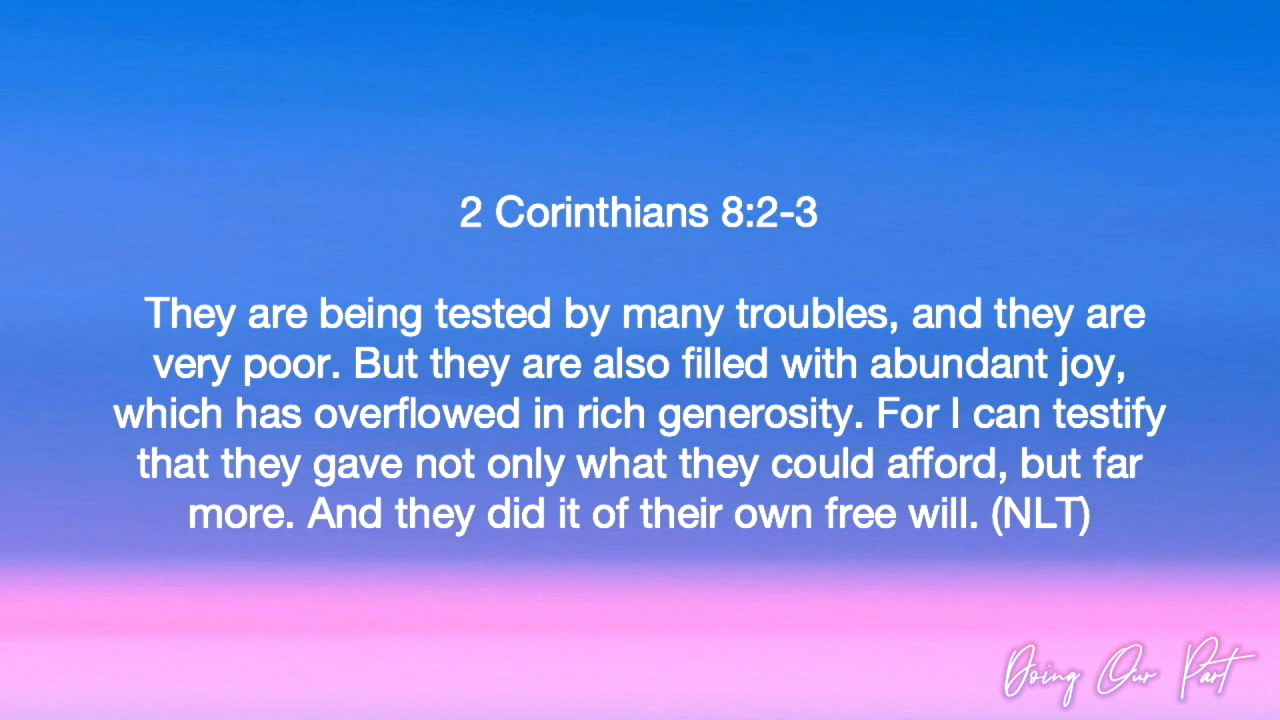 2 Corinthians 8:2-3
They are being tested by many troubles, and they are
very poor. But they are also filled with abundant joy,
which has overflowed in rich generosity. For I can testify
that they gave not only what they could afford, but far
more. And they did it of their own free will. (NLT)
Doing Our Part